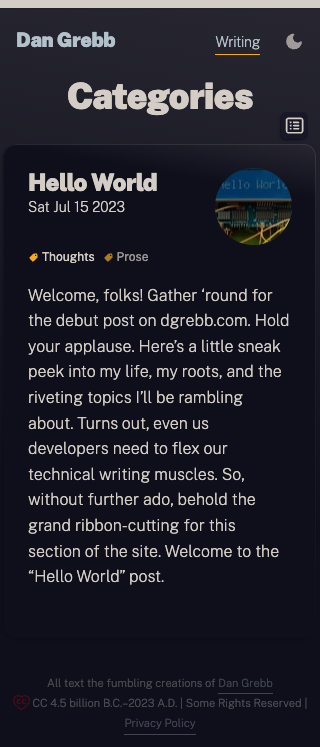 Dan Grebb
Writing
Categories
Hello World
Sat Jul 15 2023
Hello World
Thoughts Prose
Welcome, folks! Gather ‘round for
the debut post on dgrebb.com. Hold
your applause. Here’s a little sneak
peek into my life, my roots, and the
riveting topics I’ll be rambling
about. Turns out, even us
developers need to flex our
technical writing muscles. So,
without further ado, behold the
grand ribbon-cutting for this
section of the site. Welcome to the
“Hello World” post.
All text the fumbling creations of Dan Grebb
CC 4.5 billion B.C.–2023 A.D. | Some Rights Reserved |
Privacy Policy